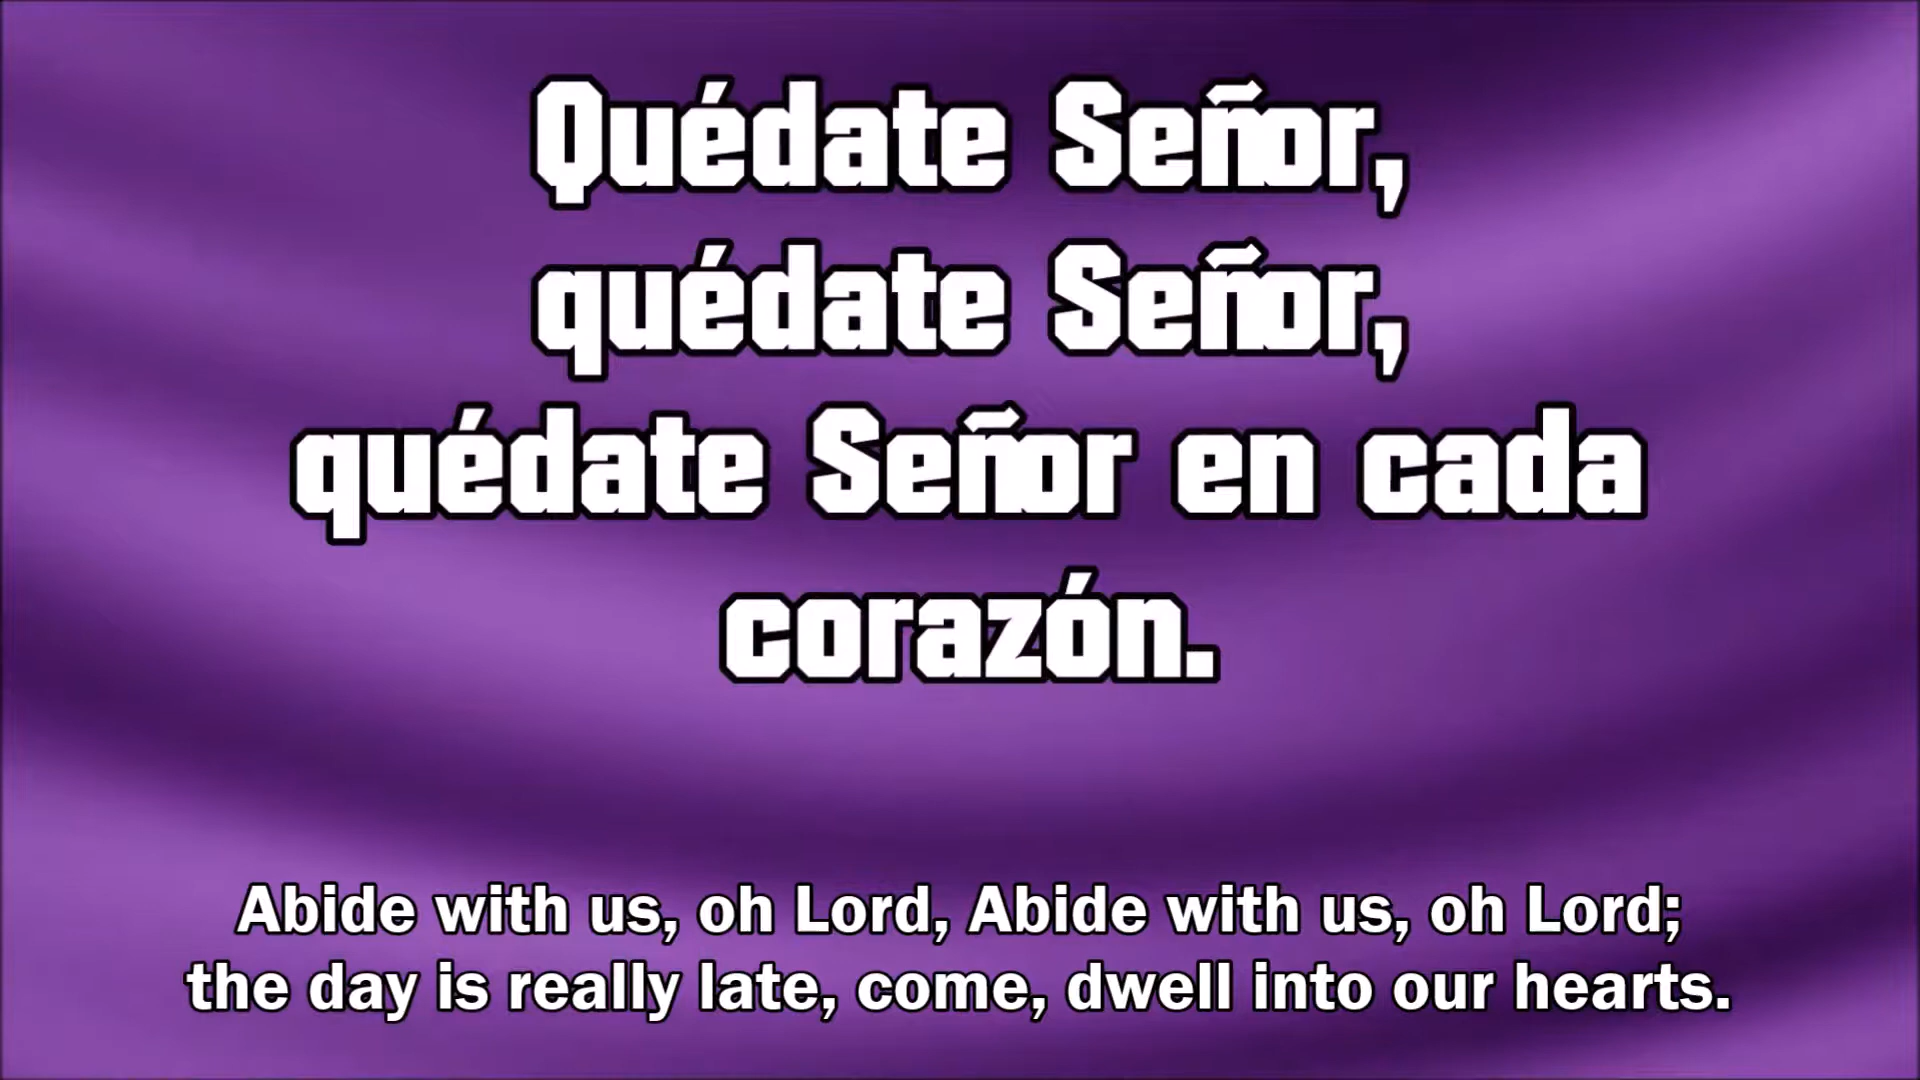 Quédate Señor,
quédate Señor,
quédate Señor en cada
corazón.
Abide with us, oh Lord, Abide with us, oh Lord;
the day is really late, come, dwell into our hearts.